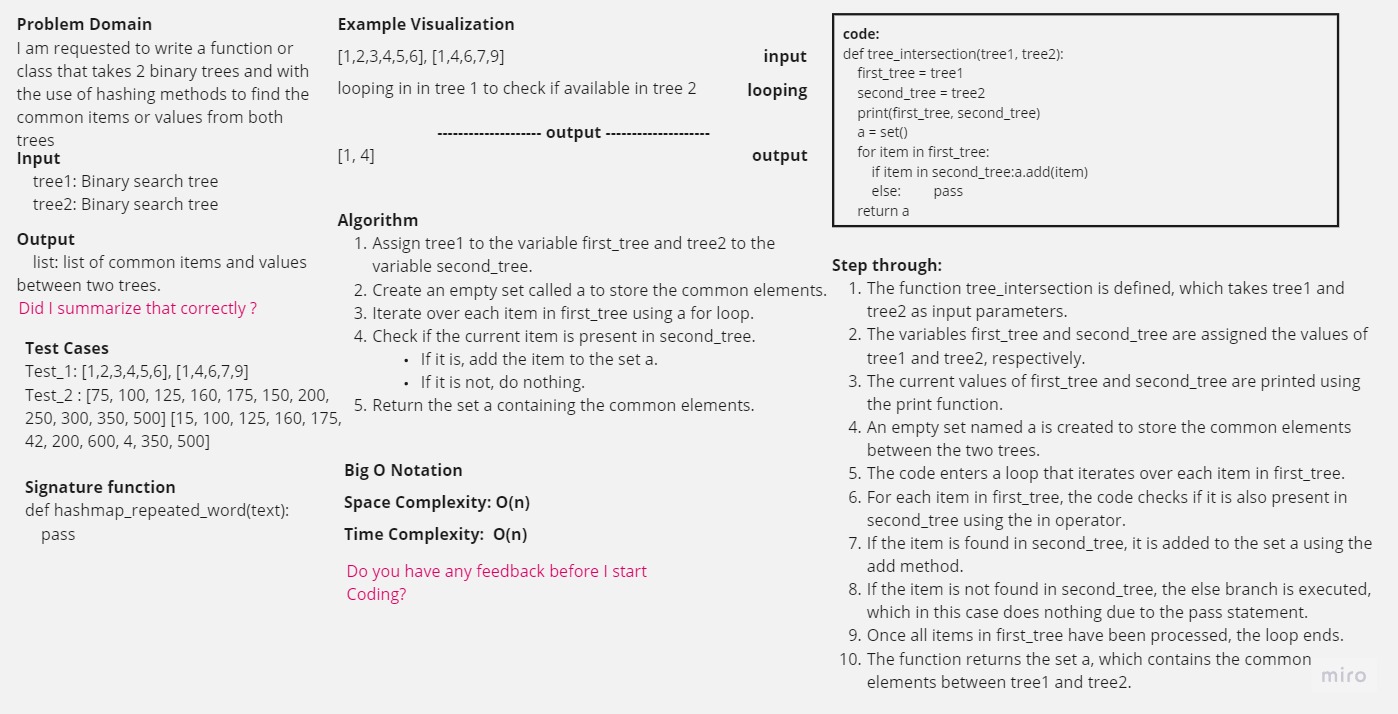 Problem Domain
I am requested to write a function or
class that takes 2 binary trees and with
the use of hashing methods to find the
common items or values from both
trees
Input
tree1: Binary search tree
tree2: Binary search tree
Output
list: list of common items and values
between two trees.
Did I summarize that correctly ?
Test Cases
Test_1: [1,2,3,4,5,6], [1,4,6,7,9]
Test_2 : [75, 100, 125, 160, 175, 150, 200,
250, 300, 350, 500] [15, 100, 125, 160, 175,
42, 200, 600, 4, 350, 500]
Signature function
def hashmap_repeated_word(text):
pass
Example Visualization
[1,2,3,4,5,6], [1,4,6,7,9] input
looping in in tree 1 to check if available in tree 2 looping
-------------------- output --------------------
[1, 4] output
Algorithm
1. Assign tree1 to the variable first_tree and tree2 to the
variable second_tree.
2. Create an empty set called a to store the common elements.
3. Iterate over each item in first_tree using a for loop.
4. Check if the current item is present in second_tree.
• If it is, add the item to the set a.
• If it is not, do nothing.
5. Return the set a containing the common elements.
Big O Notation
Space Complexity: O(n)
Time Complexity: O(n)
Do you have any feedback before I start
Coding?
code:
def tree_intersection(tree1, tree2):
first_tree = tree1
second_tree = tree2
print(first_tree, second_tree)
a = set()
for item in first_tree:
if item in second_tree:a.add(item)
else: pass
return a
Step through:
1. The function tree_intersection is defined, which takes tree1 and
tree2 as input parameters.
2. The variables first_tree and second_tree are assigned the values of
tree1 and tree2, respectively.
3. The current values of first_tree and second_tree are printed using
the print function.
4. An empty set named a is created to store the common elements
between the two trees.
5. The code enters a loop that iterates over each item in first_tree.
6. For each item in first_tree, the code checks if it is also present in
second_tree using the in operator.
7. If the item is found in second_tree, it is added to the set a using the
add method.
8. If the item is not found in second_tree, the else branch is executed,
which in this case does nothing due to the pass statement.
9. Once all items in first_tree have been processed, the loop ends.
10. The function returns the set a, which contains the common
elements between tree1 and tree2.
miro